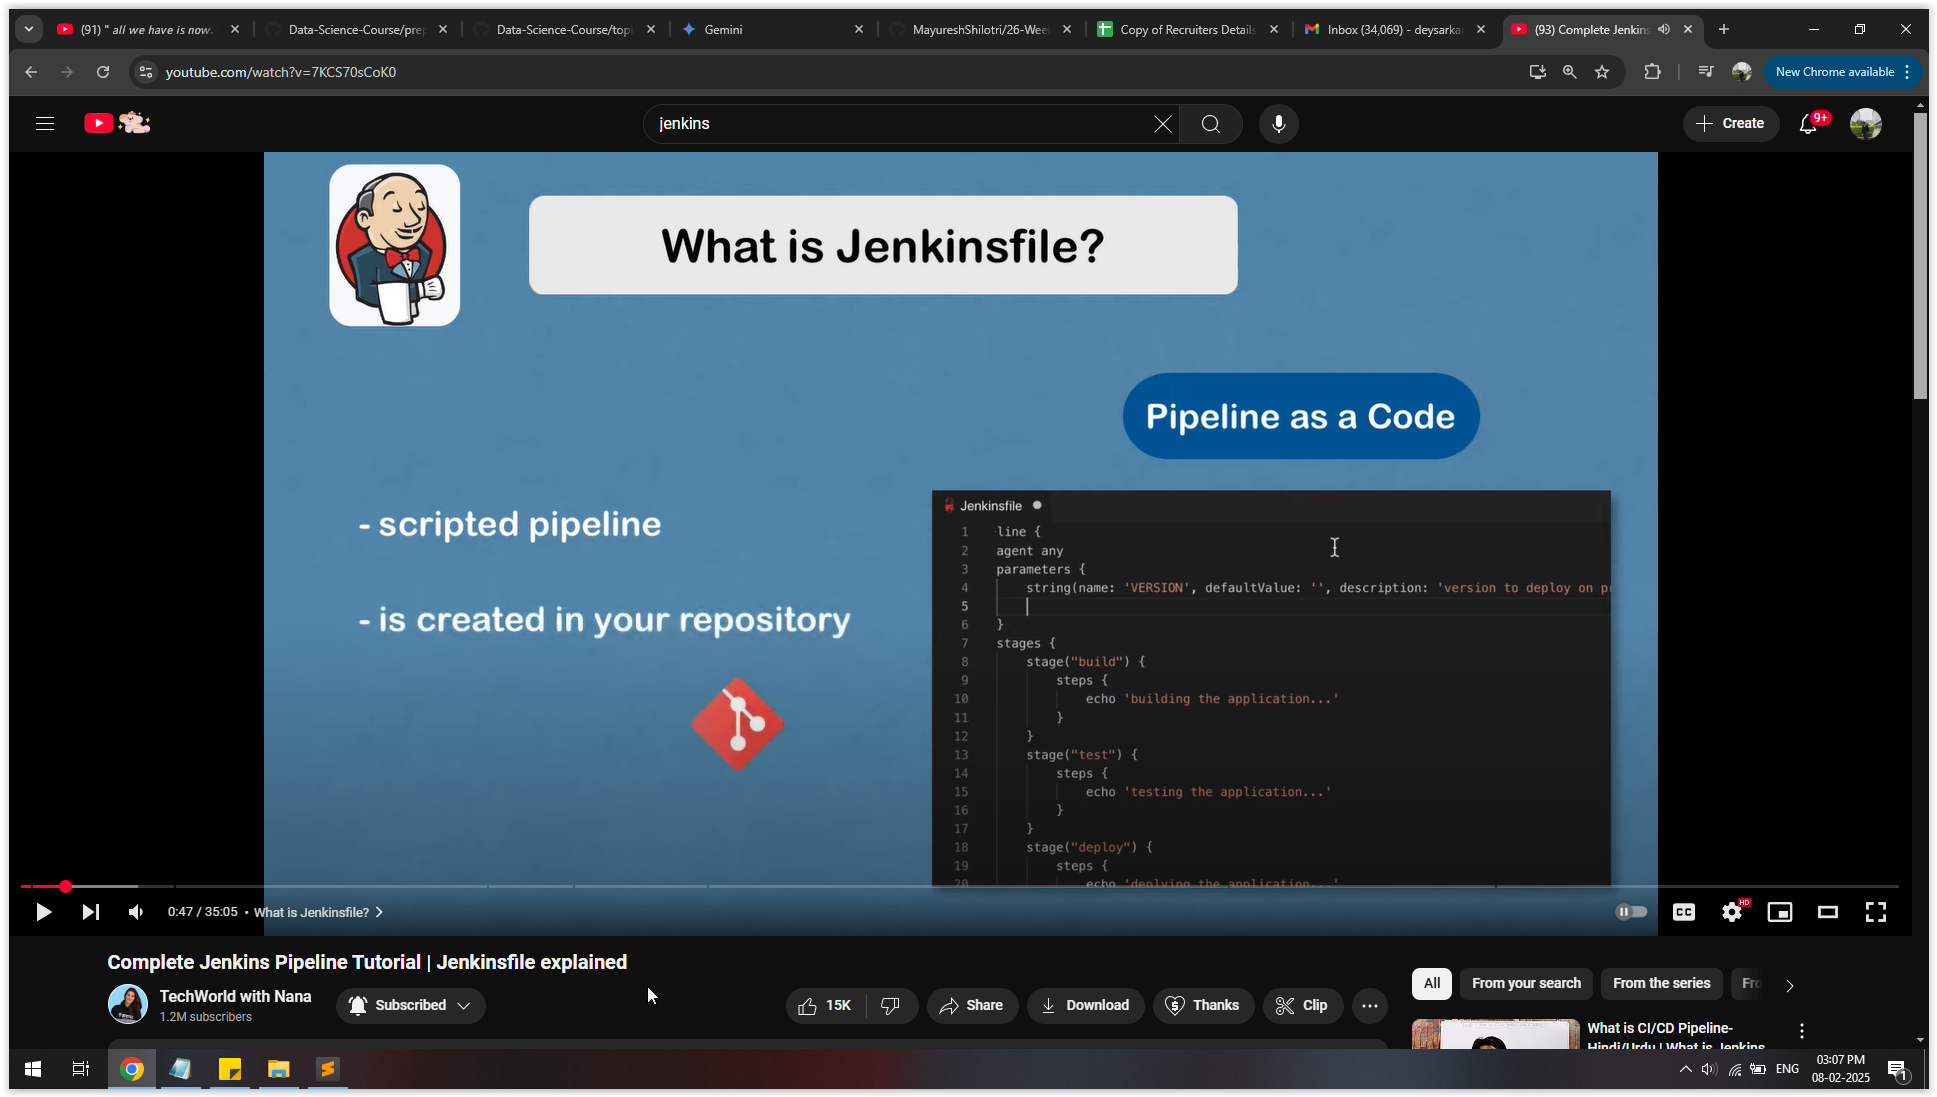 (91) " all we have is now.
Data-Science-Course/prep
Data-Science-Course/topi
Gemini
MayureshShilotri/26-Week
Copy of Recruiters Details
Inbox (34,069) - deysarkar
(93) Complete Jenkins
youtube.com/watch?v=7KCS70sCoK0
New Chrome available
jenkins
Create
9+
What is Jenkinsfile?
Pipeline as a Code
- scripted pipeline
- is created in your repository
Jenkinsfile
1 line {
2 agent any
3 parameters {
4 string(name: 'VERSION', defaultValue: '', description: 'version to deploy on pr
5
6 }
7 stages {
8 stage("build") {
9 steps {
10 echo 'building the application...'
11 }
12 }
13 stage("test") {
14 steps {
15 echo 'testing the application...'
16 }
17 }
18 stage("deploy") {
19 steps {
20 echo 'deplying the application...'
0:47 / 35:05 • What is Jenkinsfile?
CC
HD
Complete Jenkins Pipeline Tutorial | Jenkinsfile explained
TechWorld with Nana
1.2M subscribers
Subscribed
15K
Share
Download
Thanks
Clip
All
From your search
From the series
Fro
What is CI/CD Pipeline-
Hindi/Urdu | What is Jenkins
ENG
03:07 PM
08-02-2025
1